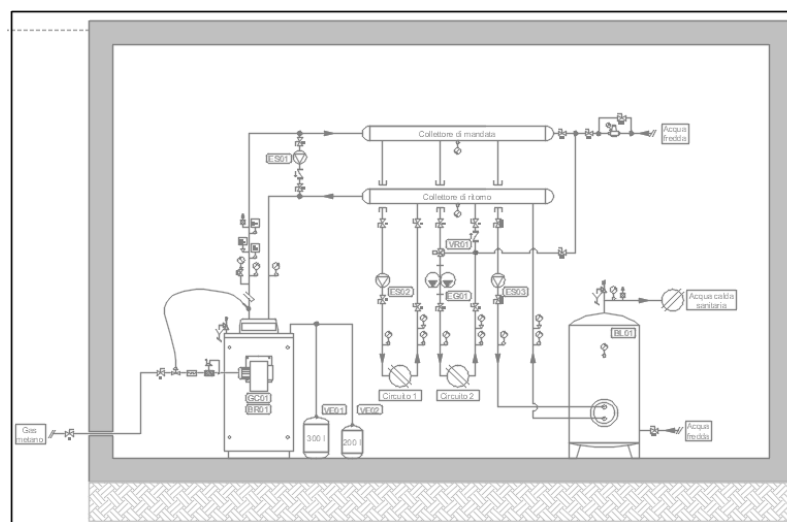 Collettore di mandata
Acqua
fredda
ES01
Collettore di ritorno
VR01
ES02
EG01
ES03
Acqua calda
sanitaria
BL01
GC01
BR01
Circuito 1
Circuito 2
VE01
VE02
Gas
metano
300 l
200 l
Acqua
fredda